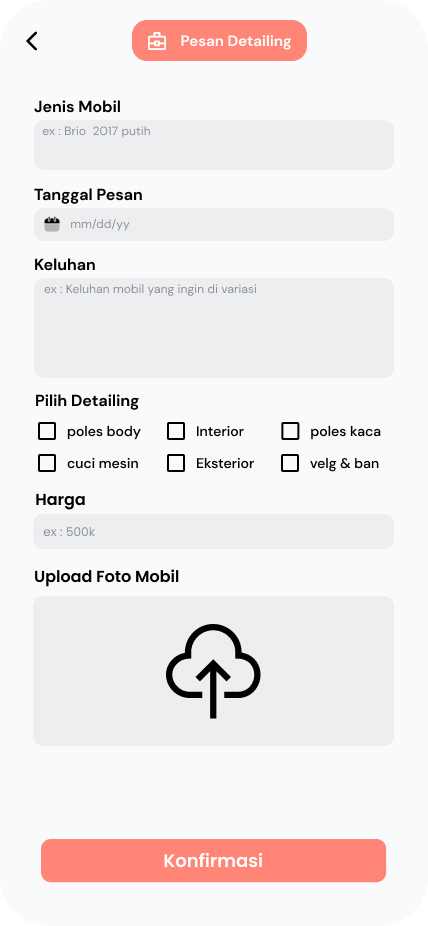 Pesan Detailing
Jenis Mobil
ex : Brio 2017 putih
Tanggal Pesan
mm/dd/yy
Keluhan
ex : Keluhan mobil yang ingin di variasi
Pilih Detailing
poles body Interior poles kaca
cuci mesin Eksterior velg & ban
Harga
ex : 500k
Upload Foto Mobil
Konfirmasi